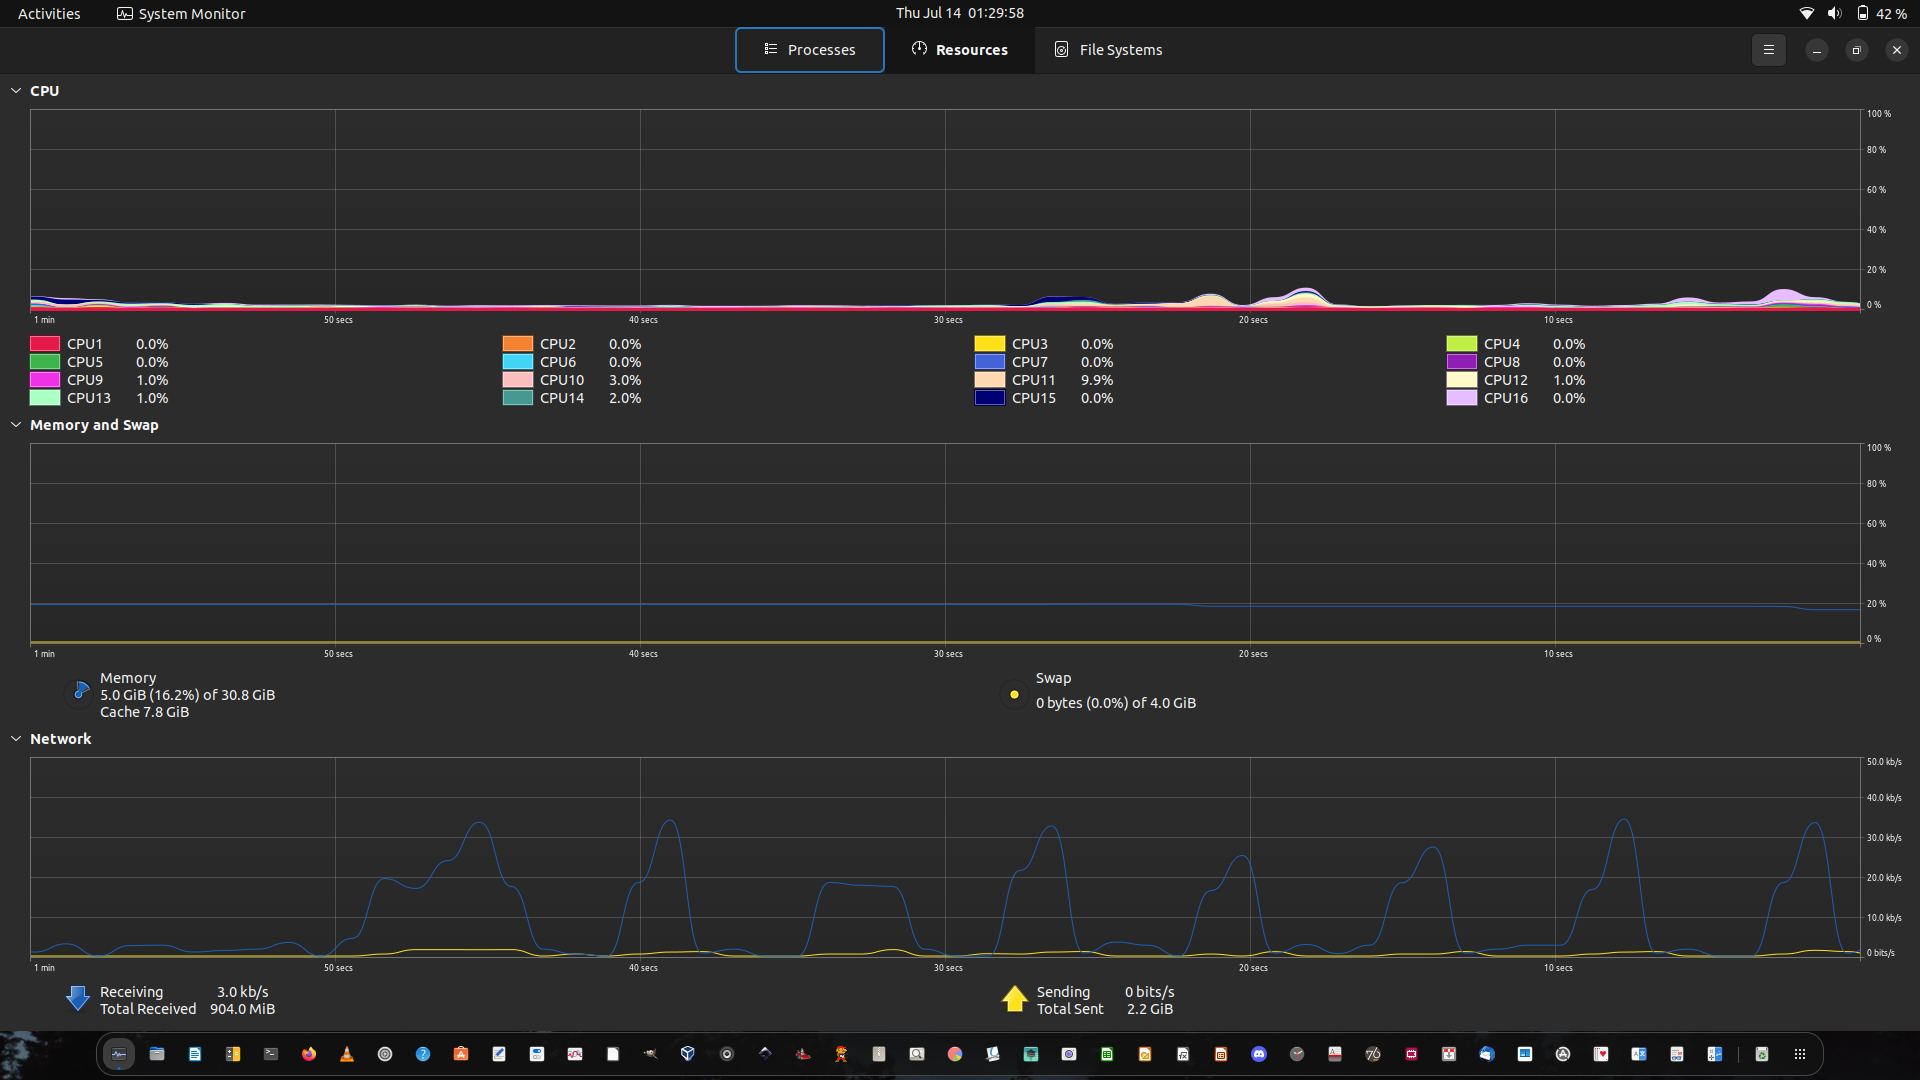 Activities System Monitor Thu Jul 14 01:29:58 42 %
Processes Resources File Systems
CPU
100 %
80 %
60 %
40 %
20 %
0 %
1 min 50 secs 40 secs 30 secs 20 secs 10 secs
CPU1 0.0% CPU2 0.0% CPU3 0.0% CPU4 0.0%
CPU5 0.0% CPU6 0.0% CPU7 0.0% CPU8 0.0%
CPU9 1.0% CPU10 3.0% CPU11 9.9% CPU12 1.0%
CPU13 1.0% CPU14 2.0% CPU15 0.0% CPU16 0.0%
Memory and Swap
100 %
80 %
60 %
40 %
20 %
0 %
1 min 50 secs 40 secs 30 secs 20 secs 10 secs
Memory
5.0 GiB (16.2%) of 30.8 GiB
Cache 7.8 GiB
Swap
0 bytes (0.0%) of 4.0 GiB
Network
50.0 kb/s
40.0 kb/s
30.0 kb/s
20.0 kb/s
10.0 kb/s
0 bits/s
1 min 50 secs 40 secs 30 secs 20 secs 10 secs
Receiving 3.0 kb/s
Total Received 904.0 MiB
Sending 0 bits/s
Total Sent 2.2 GiB
76